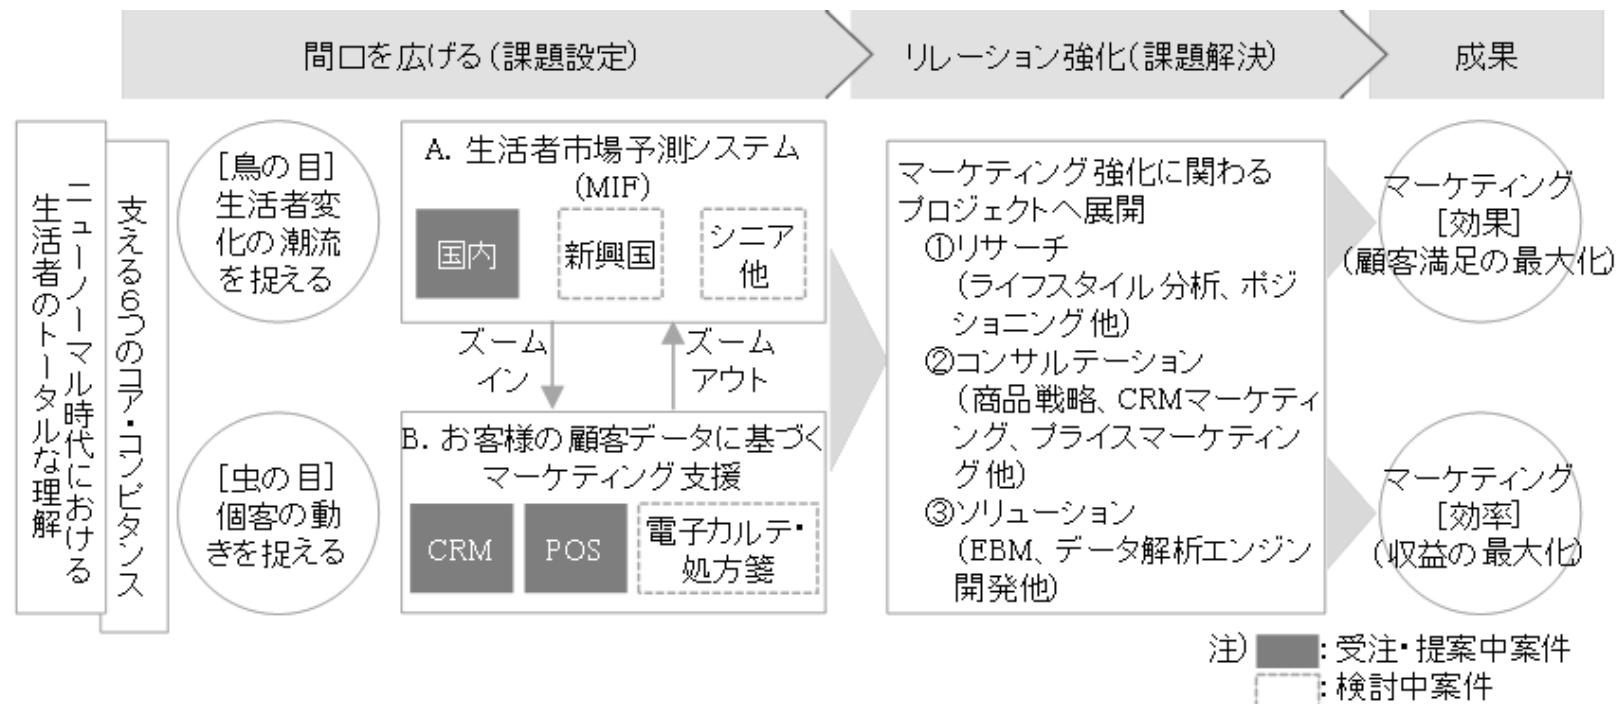 間口を広げる(課題設定)
リレーション強化(課題解決)
成果
ニューノーマル時代における
生活者のトータルな理解
支える6つのコア・コンピタンス
[鳥の目]
生活者変
化の潮流
を捉える
[虫の目]
個客の動
きを捉える
A. 生活者市場予測システム
(MIF)
国内
新興国
シニア
他
ズーム
イン
ズーム
アウト
B. お客様の顧客データに基づく
マーケティング支援
CRM
POS
電子カルテ・
処方箋
マーケティング強化に関わる
プロジェクトへ展開
①リサーチ
(ライフスタイル分析、ポジ
ショニング他)
②コンサルテーション
(商品戦略、CRMマーケティ
ング、プライスマーケティン
グ他)
③ソリューション
(EBM、データ解析エンジン
開発他)
マーケティング
[効果]
(顧客満足の最大化)
マーケティング
[効率]
(収益の最大化)
注) : 受注・提案中案件
: 検討中案件